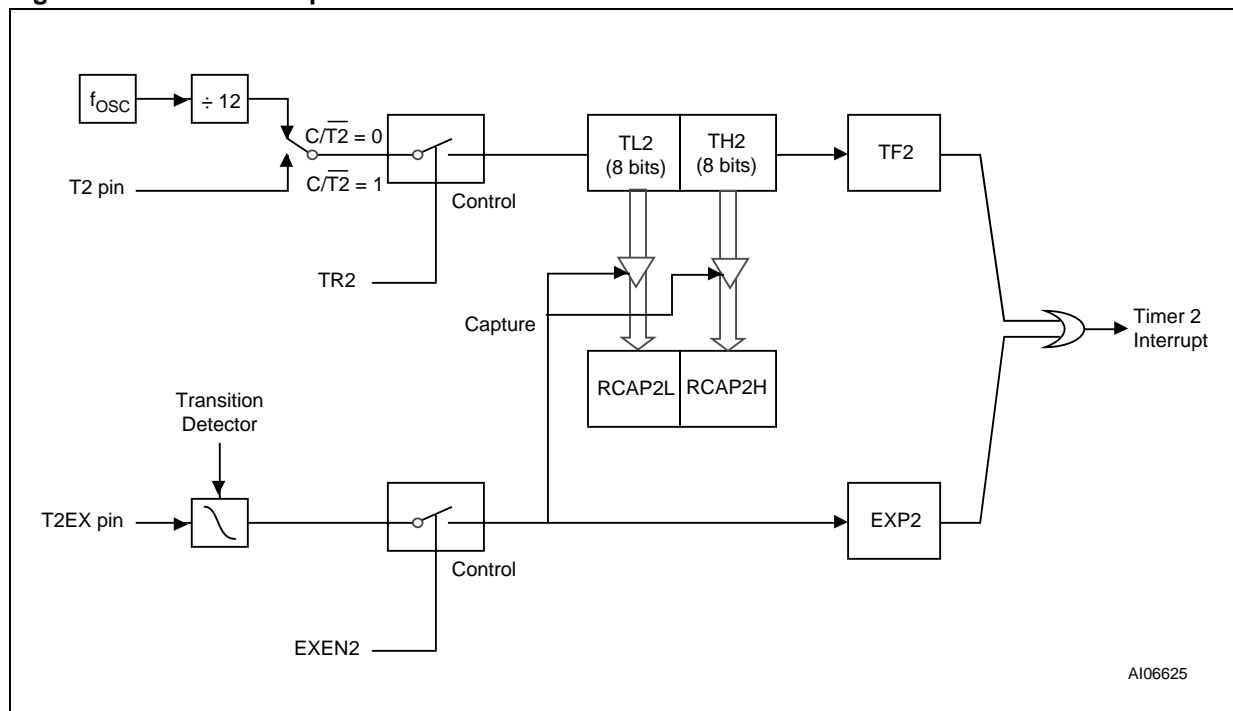 fOSC
÷ 12
C/T2 = 0
C/T2 = 1
T2 pin
Control
TR2
TL2
(8 bits)
TH2
(8 bits)
TF2
Capture
RCAP2L
RCAP2H
Timer 2
Interrupt
Transition
Detector
T2EX pin
Control
EXEN2
EXP2
AI06625